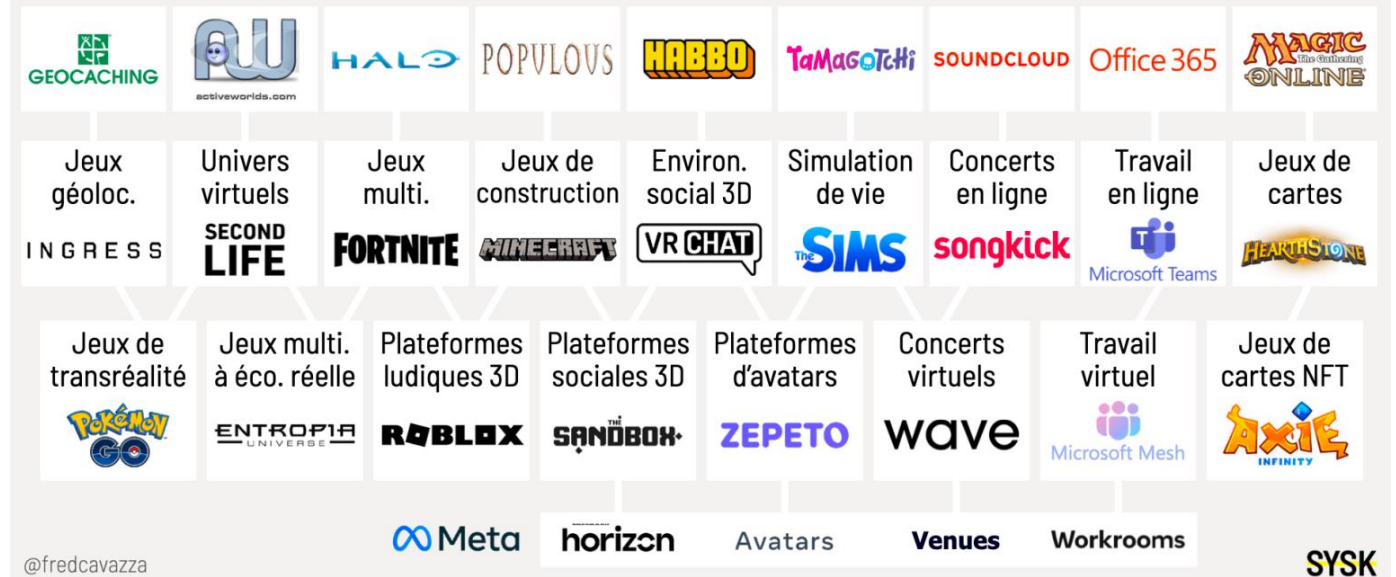 GEOCACHING
AW
activeworlds.com
HALO
POPULOUS
HABBO
TaMaGoTCHi
SOUNDCLOUD
Office 365
MAGIC
The Gathering
ONLINE
Jeux
géoloc.
INGRESS
Univers
virtuels
SECOND
LIFE
Jeux
multi.
FORTNITE
Jeux de
construction
MINECRAFT
Environ.
social 3D
VR CHAT
Simulation
de vie
The SIMS
Concerts
en ligne
songkick
Travail
en ligne
T
Microsoft Teams
Jeux de
cartes
HEARTHSTONE
Jeux de
transréalité
POKÉMON
GO
Jeux multi.
à éco. réelle
ENTROPIA
UNIVERSE
Plateformes
ludiques 3D
ROBLOX
Plateformes
sociales 3D
THE
SANDBOX
Plateformes
d'avatars
ZEPETO
Concerts
virtuels
wave
Travail
virtuel
Microsoft Mesh
Jeux de
cartes NFT
AXIE
INFINITY
Meta
horizon
Avatars
Venues
Workrooms
@fredcavazza
SYSK